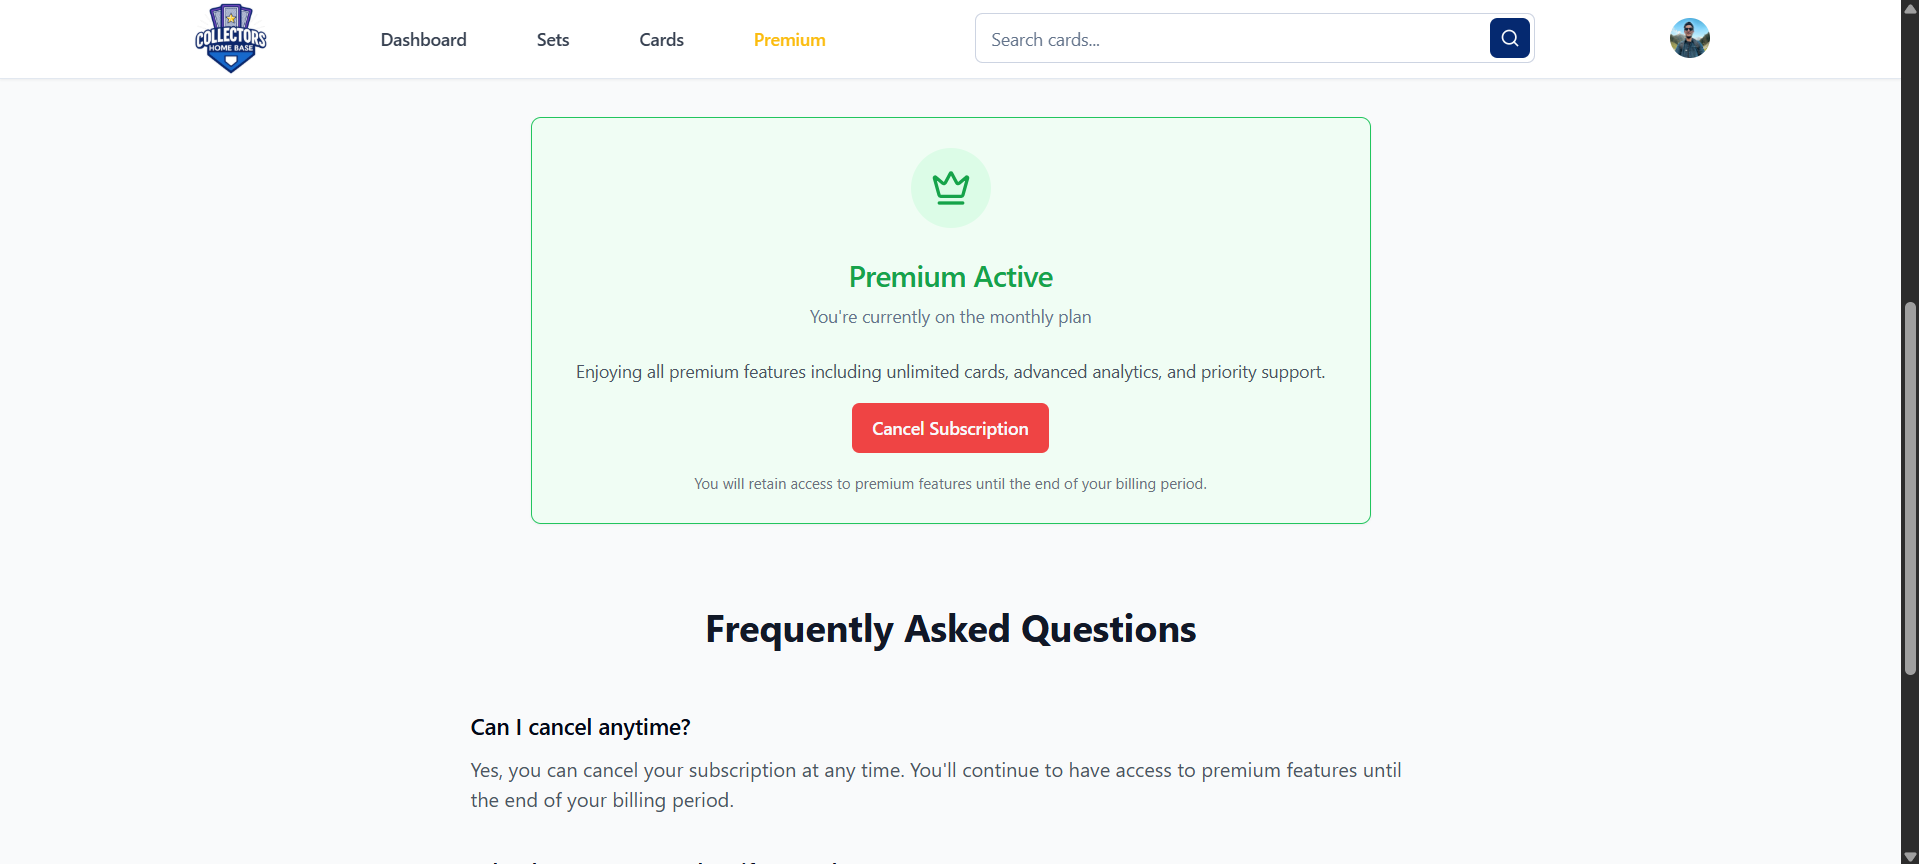 COLLECTORS
HOME BASE
Dashboard
Sets
Cards
Premium
Search cards...
Premium Active
You're currently on the monthly plan
Enjoying all premium features including unlimited cards, advanced analytics, and priority support.
Cancel Subscription
You will retain access to premium features until the end of your billing period.
Frequently Asked Questions
Can I cancel anytime?
Yes, you can cancel your subscription at any time. You'll continue to have access to premium features until
the end of your billing period.